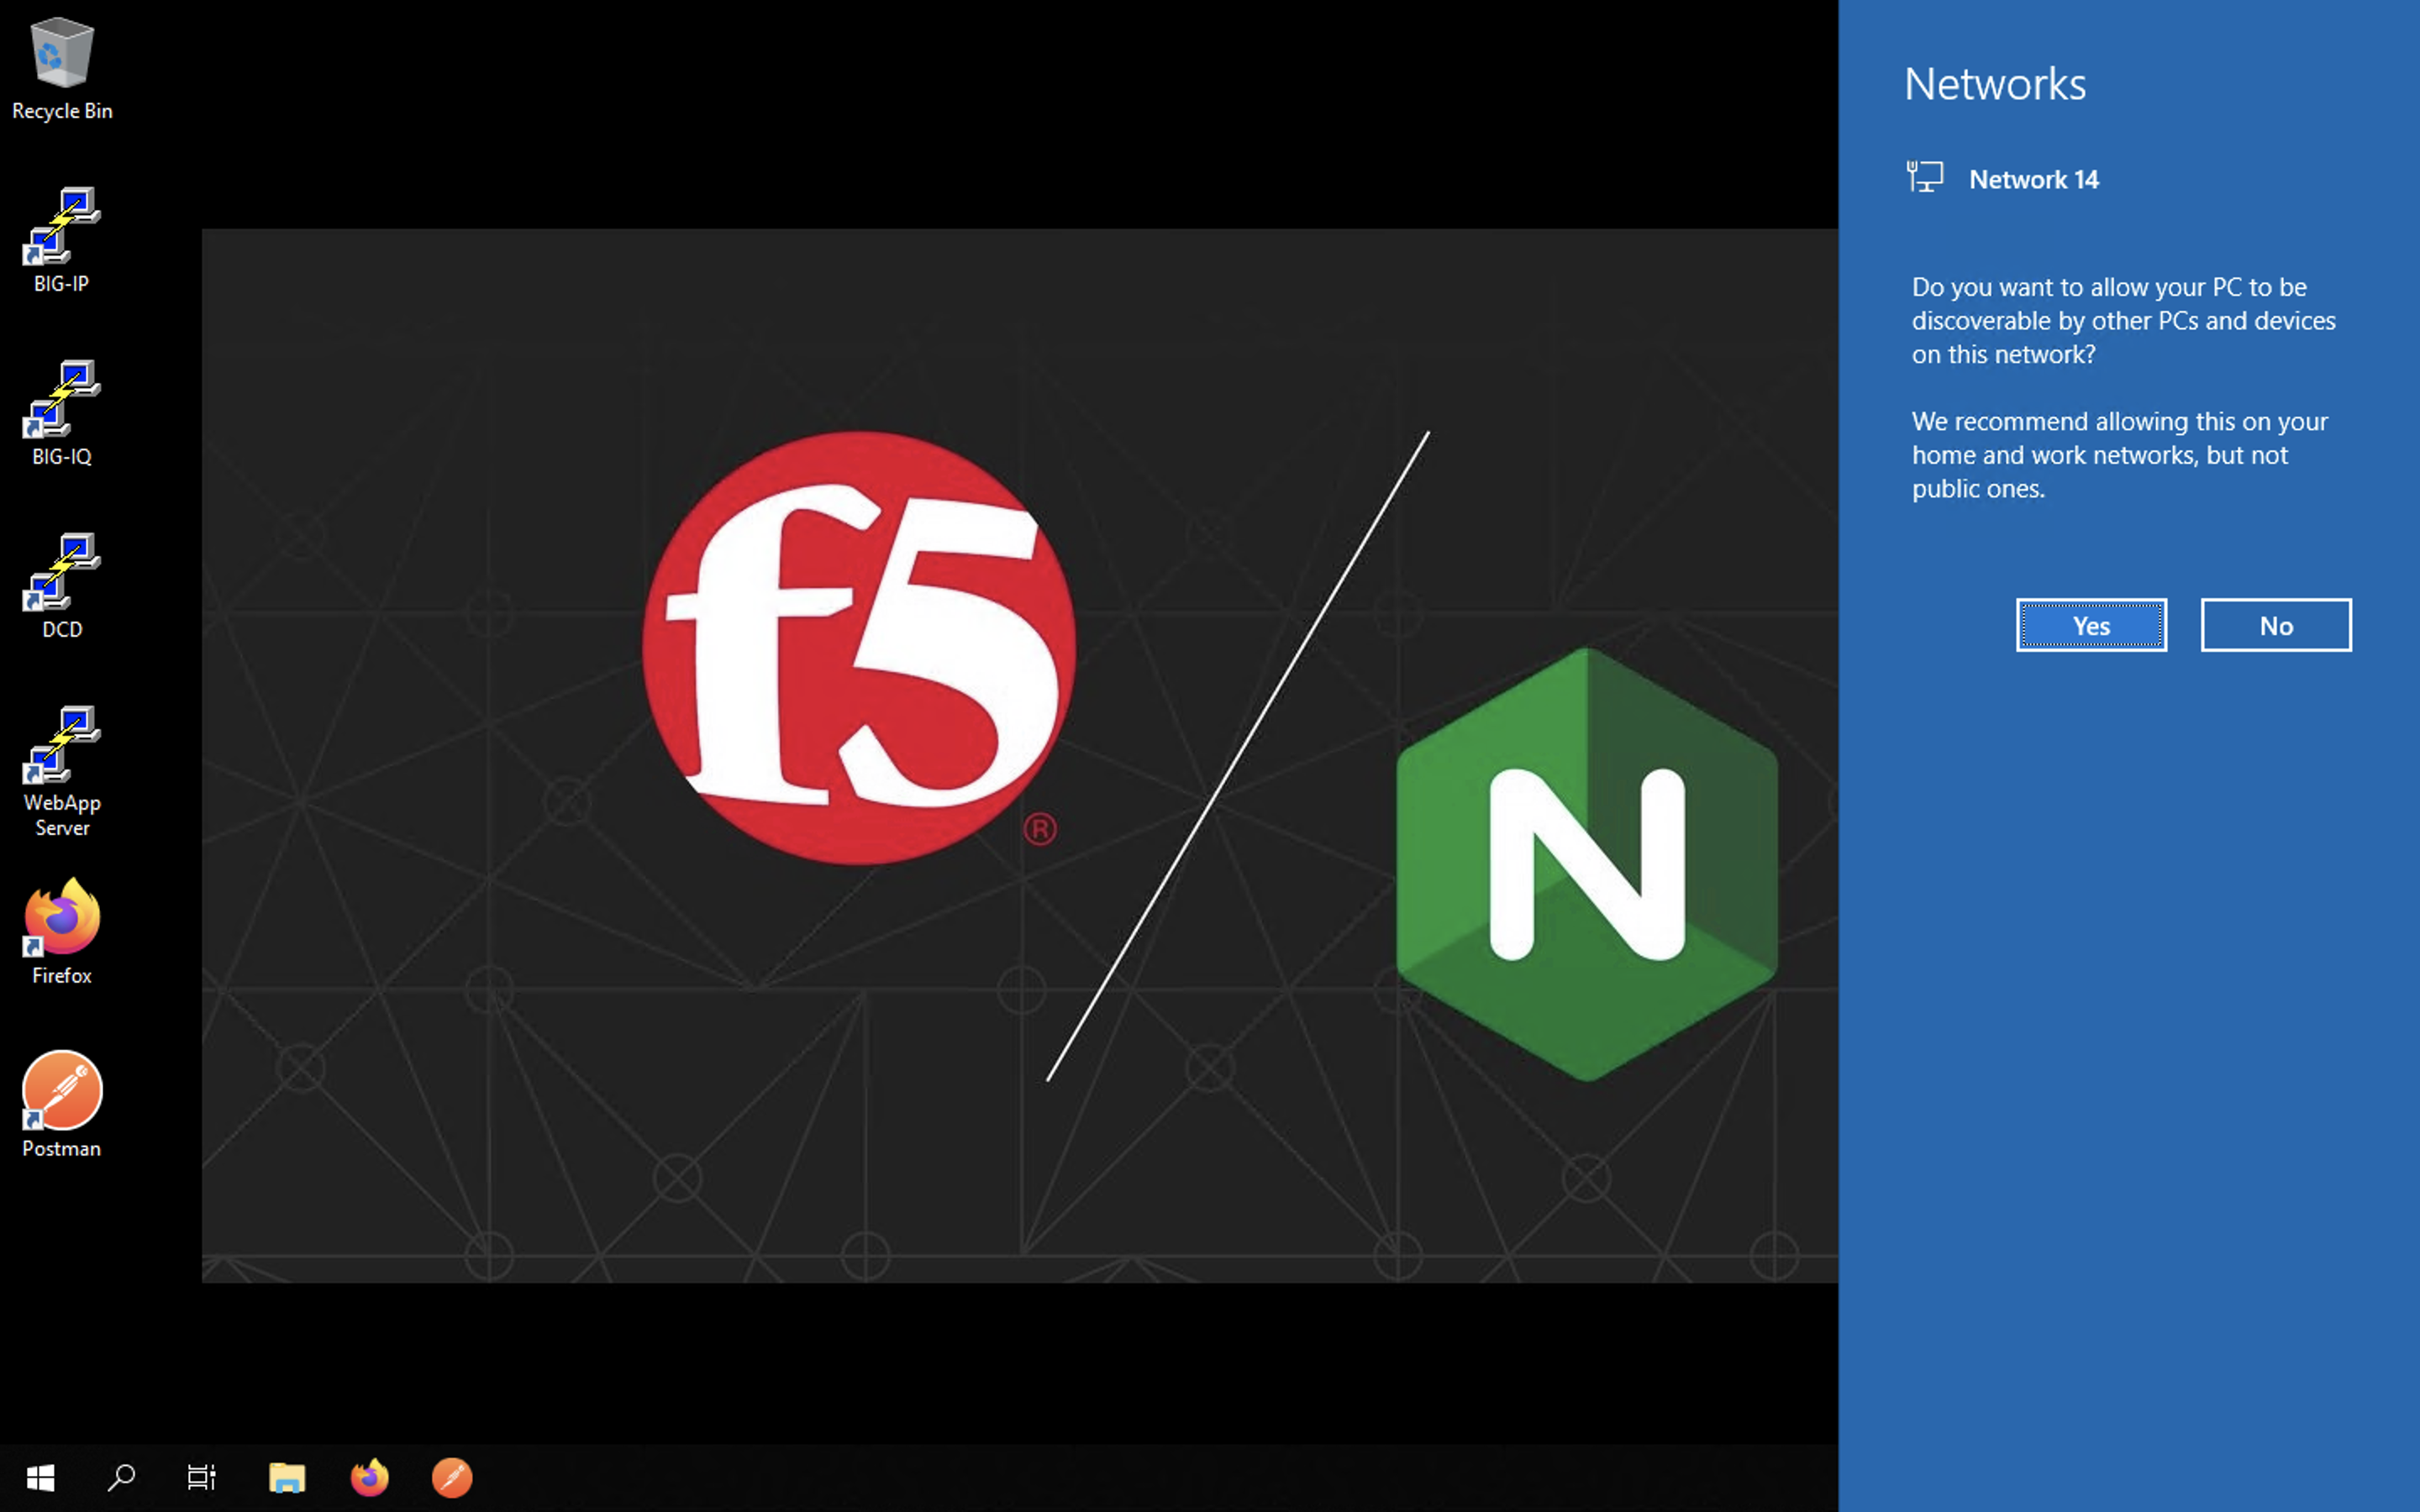 Recycle Bin
BIG-IP
BIG-IQ
DCD
WebApp
Server
Firefox
Postman
f5
®
N
Networks
Network 14
Do you want to allow your PC to be
discoverable by other PCs and devices
on this network?
We recommend allowing this on your
home and work networks, but not
public ones.
Yes
No